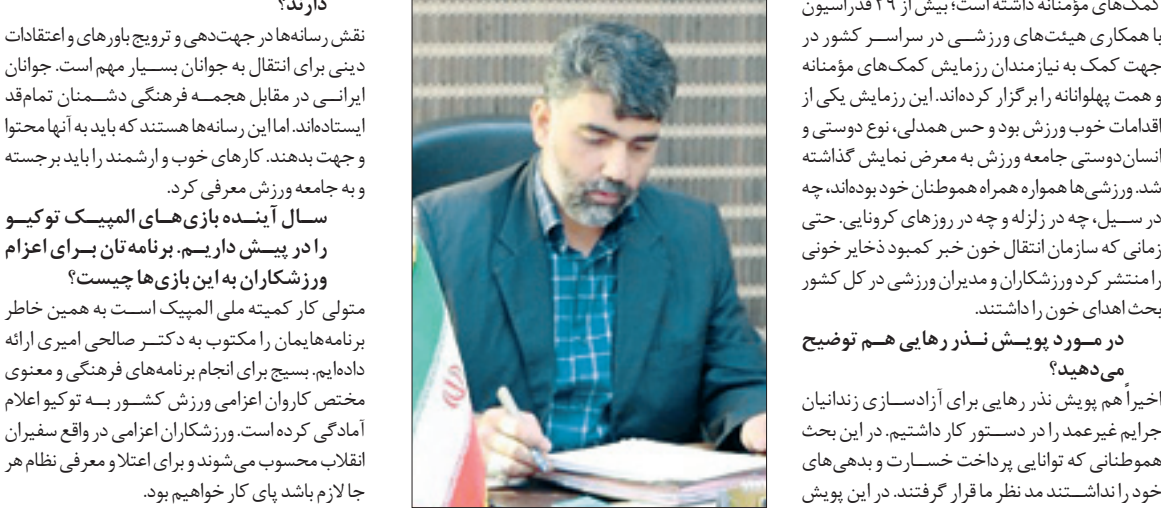 کمک‌های مؤمنانه داشته است؛ بیش از ۲۹ فدراسیون
با همکاری هیئت‌های ورزشی در سراسر کشور در
جهت کمک به نیازمندان رزمایش کمک‌های مؤمنانه
و همت پهلوانانه را برگزار کرده‌اند. این رزمایش یکی از
اقدامات خوب ورزش بود و حس همدلی، نوع دوستی و
انسان‌دوستی جامعه ورزش به معرض نمایش گذاشته
شد. ورزشی‌ها همواره همراه هموطنان خود بوده‌اند، چه
در سیل، چه در زلزله و چه در روزهای کرونایی. حتی
زمانی که سازمان انتقال خون خبر کمبود ذخایر خونی
را منتشر کرد ورزشکاران و مدیران ورزشی در کل کشور
بحث اهدای خون را داشتند.
در مورد پویش نذر رهایی هم توضیح
می‌دهید؟
اخیراً هم پویش نذر رهایی برای آزادسازی زندانیان
جرایم غیرعمد را در دستور کار داشتیم. در این بحث
هموطنانی که توانایی پرداخت خسارت و بدهی‌های
خود را نداشتند مد نظر ما قرار گرفتند. در این پویش
دارند؟
نقش رسانه‌ها در جهت‌دهی و ترویج باورهای و اعتقادات
دینی برای انتقال به جوانان بسیار مهم است. جوانان
ایرانی در مقابل هجمه فرهنگی دشمنان تمام‌قد
ایستاده‌اند. اما این رسانه‌ها هستند که باید به آنها محتوا
و جهت بدهند. کارهای خوب و ارشمند را باید برجسته
و به جامعه ورزش معرفی کرد.
سال آینده بازی‌های المپیک توکیو
را در پیش داریم. برنامه‌تان برای اعزام
ورزشکاران به این بازی‌ها چیست؟
متولی کار کمیته ملی المپیک است به همین خاطر
برنامه‌هایمان را مکتوب به دکتر صالحی امیری ارائه
داده‌ایم. بسیج برای انجام برنامه‌های فرهنگی و معنوی
مختص کاروان اعزامی ورزش کشور به توکیو اعلام
آمادگی کرده است. ورزشکاران اعزامی در واقع سفیران
انقلاب محسوب می‌شوند و برای اعتلا و معرفی نظام هر
جا لازم باشد پای کار خواهیم بود.